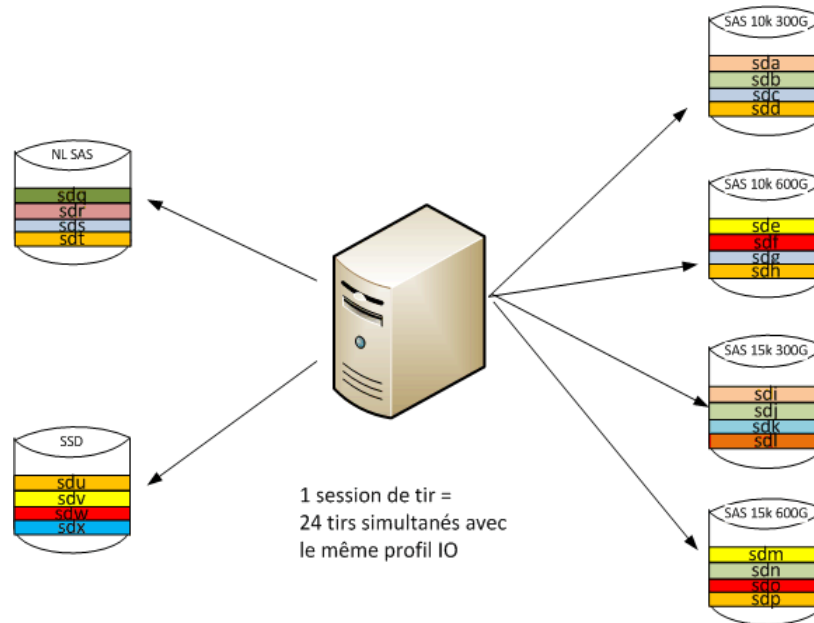 NL SAS
sdq
sdr
sds
sdt
SSD
sdu
sdv
sdw
sdx
1 session de tir =
24 tirs simultanés avec
le même profil IO
SAS 10k 300G
sda
sdb
sdc
sdd
SAS 10k 600G
sde
sdf
sdg
sdh
SAS 15k 300G
sdi
sdj
sdk
sdl
SAS 15k 600G
sdm
sdn
sdo
sdp